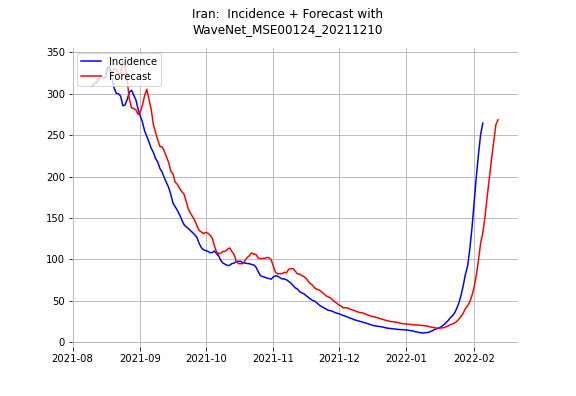 Iran:  Incidence + Forecast with
WaveNet_MSE00124_20211210
350
300
250
200
150
100
50
0
Incidence
Forecast
2021-08 2021-09 2021-10 2021-11 2021-12 2022-01 2022-02